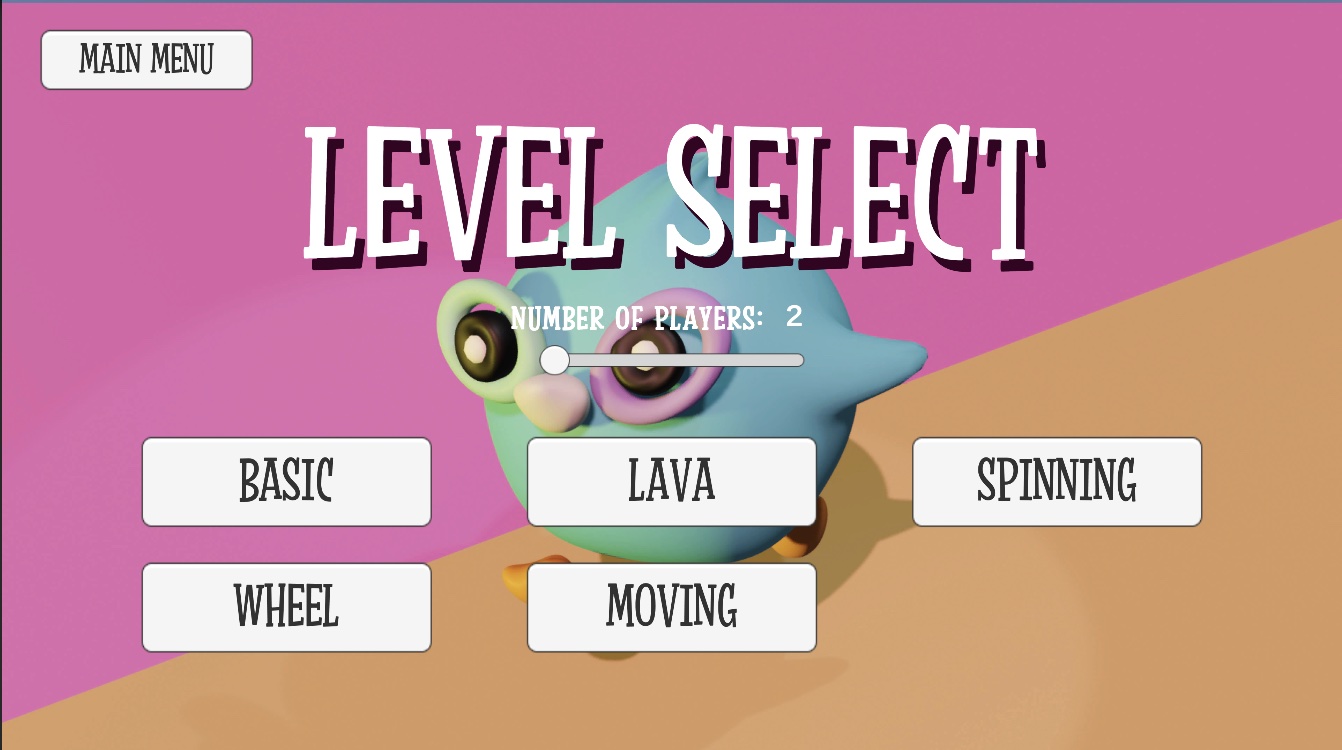 MAIN MENU
LEVEL SELECT
NUMBER OF PLAYERS: 2
BASIC
LAVA
SPINNING
WHEEL
MOVING